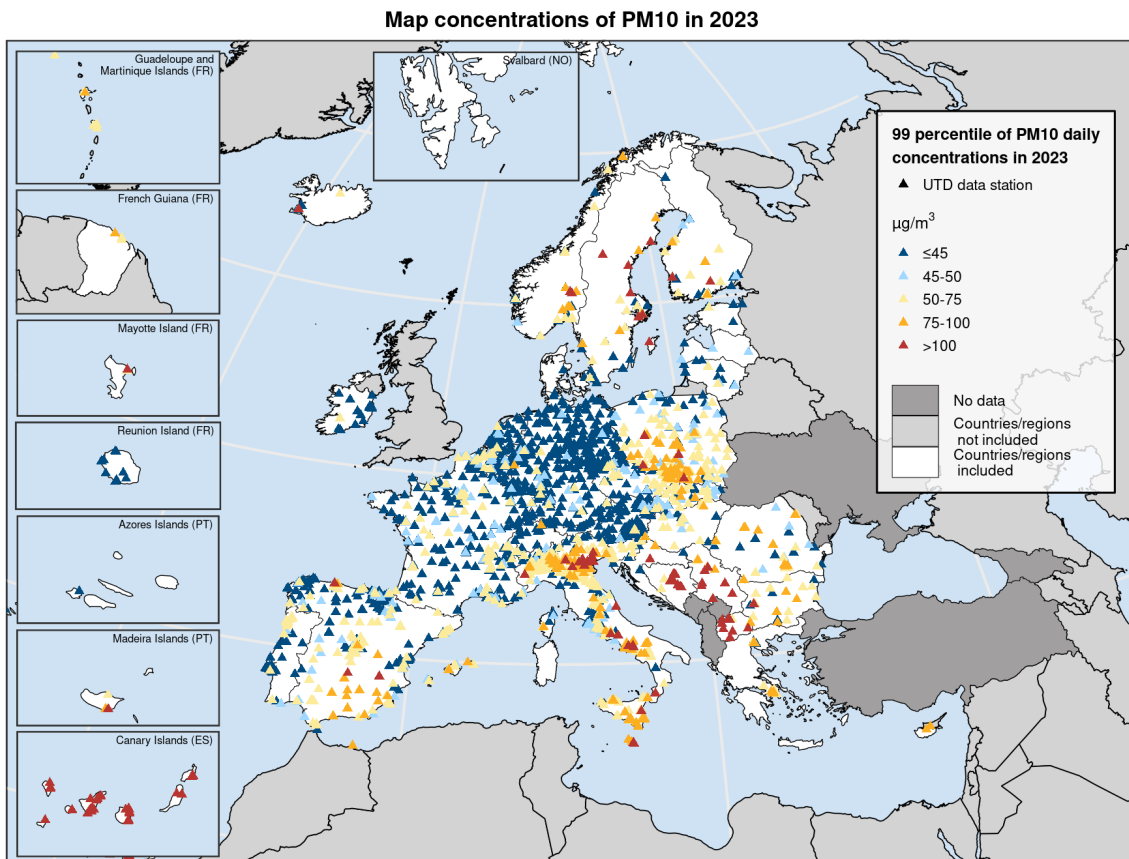 Map concentrations of PM10 in 2023
Guadeloupe and
Martinique Islands (FR)
Svalbard (NO)
French Guiana (FR)
Mayotte Island (FR)
Reunion Island (FR)
Azores Islands (PT)
Madeira Islands (PT)
Canary Islands (ES)
99 percentile of PM10 daily
concentrations in 2023
UTD data station
µg/m³
≤45
45-50
50-75
75-100
>100
No data
Countries/regions
not included
Countries/regions
included